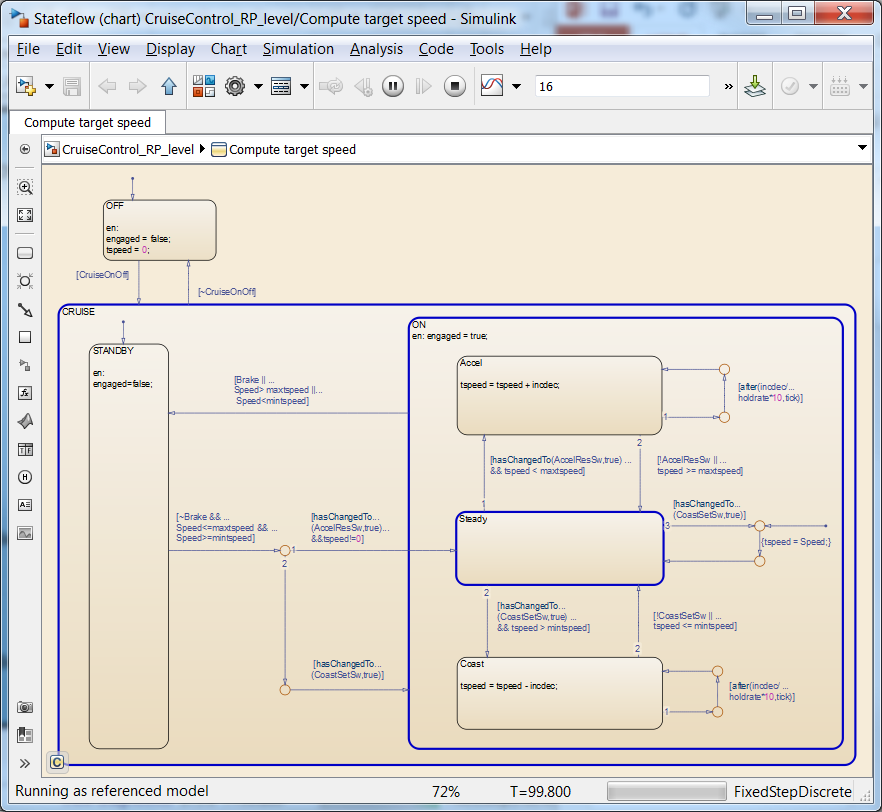 Stateflow (chart) CruiseControl_RP_level/Compute target speed - Simulink
File Edit View Display Chart Simulation Analysis Code Tools Help
16
»
Compute target speed
CruiseControl_RP_level Compute target speed
OFF
en:
engaged = false;
tspeed = 0;
[CruiseOnOff]
[~CruiseOnOff]
CRUISE
STANDBY
en:
engaged=false;
[Brake || ...
Speed> maxtspeed ||...
Speed<mintspeed]
[~Brake && ...
Speed<=maxtspeed && ...
Speed>=mintspeed]
1
2
[hasChangedTo...
(AccelResSw,true)...
&&tspeed!=0]
[hasChangedTo...
(CoastSetSw,true)]
ON
en: engaged = true;
Accel
tspeed = tspeed + incdec;
1
[after(incdec/...
holdrate*10,tick)]
2
[hasChangedTo(AccelResSw,true) ...
&& tspeed < maxtspeed]
1
[!AccelResSw || ...
tspeed >= maxtspeed]
Steady
3
[hasChangedTo...
(CoastSetSw,true)]
{tspeed = Speed;}
2
[hasChangedTo...
(CoastSetSw,true) ...
&& tspeed > mintspeed]
[!CoastSetSw || ...
tspeed <= mintspeed]
2
Coast
tspeed = tspeed - incdec;
1
[after(incdec/ ...
holdrate*10,tick)]
C
Running as referenced model 72% T=99.800 FixedStepDiscrete